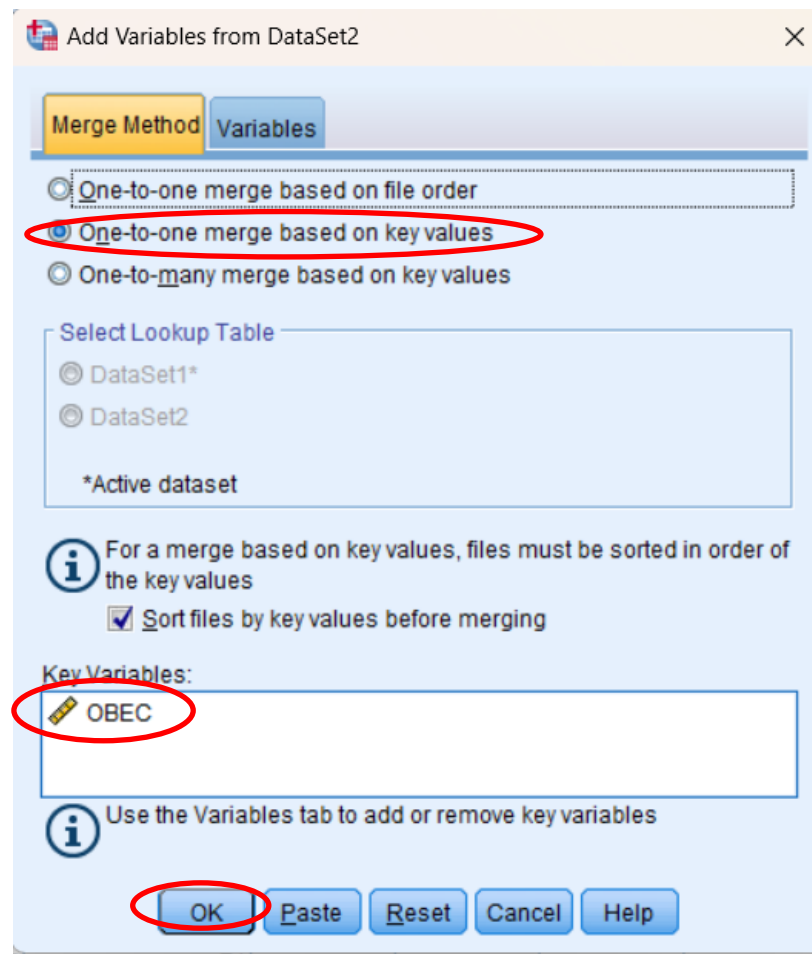 Add Variables from DataSet2
Merge Method Variables
One-to-one merge based on file order
One-to-one merge based on key values
One-to-many merge based on key values
Select Lookup Table
DataSet1*
DataSet2
*Active dataset
For a merge based on key values, files must be sorted in order of
the key values
Sort files by key values before merging
Key Variables:
OBEC
Use the Variables tab to add or remove key variables
OK Paste Reset Cancel Help